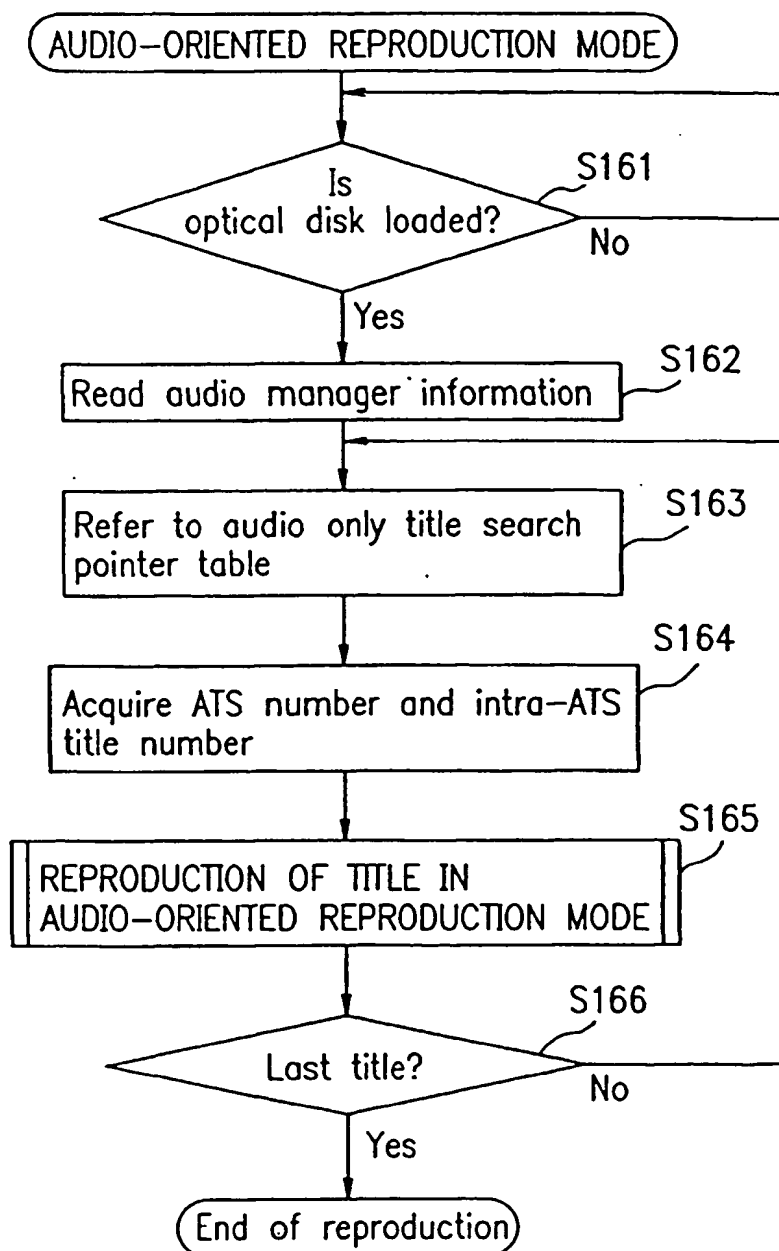 AUDIO-ORIENTED REPRODUCTION MODE
S161
Is
optical disk loaded?
No
Yes
S162
Read audio manager information
S163
Refer to audio only title search
pointer table
S164
Acquire ATS number and intra-ATS
title number
S165
REPRODUCTION OF TITLE IN
AUDIO-ORIENTED REPRODUCTION MODE
S166
Last title?
No
Yes
End of reproduction